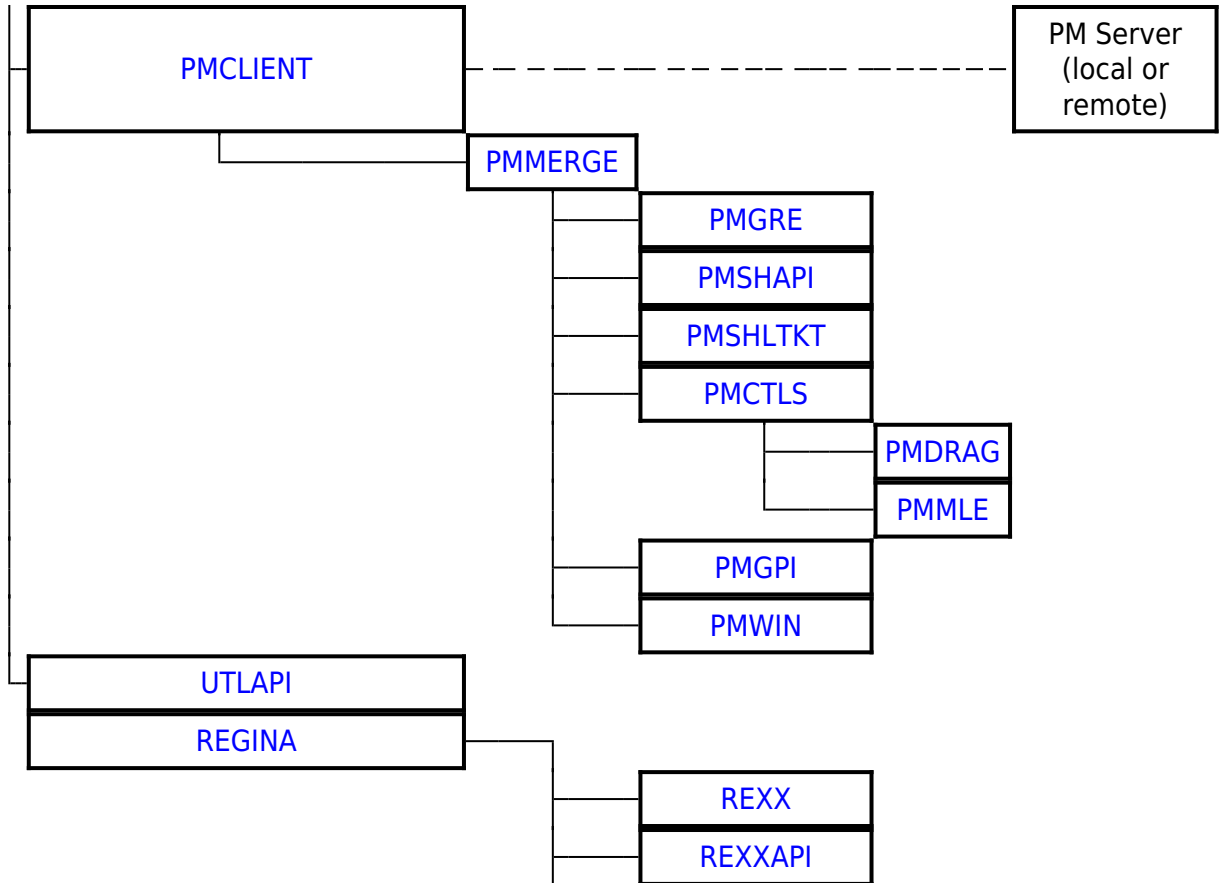 PMCLIENT
PM Server
(local or
remote)
PMMERGE
PMGRE
PMSHAPI
PMSHLTKT
PMCTLS
PMDRAG
PMMLE
PMGPI
PMWIN
UTLAPI
REGINA
REXX
REXXAPI